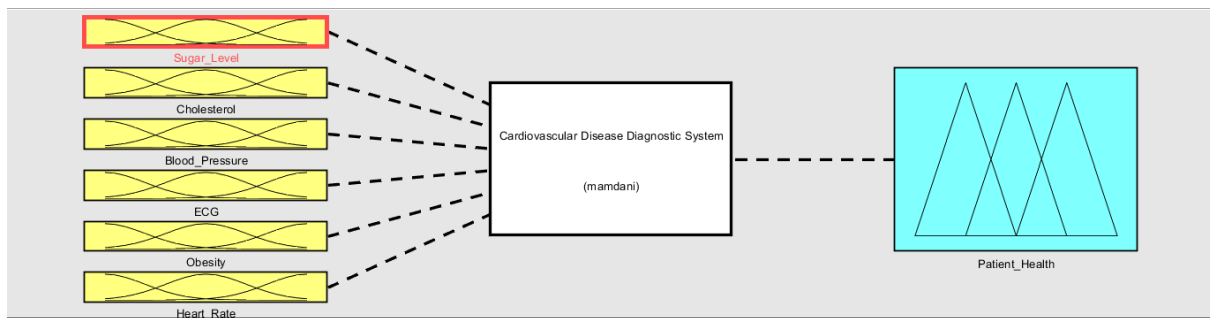 Sugar_Level
Cholesterol
Blood_Pressure
ECG
Obesity
Heart_Rate
Cardiovascular Disease Diagnostic System
(mamdani)
Patient_Health